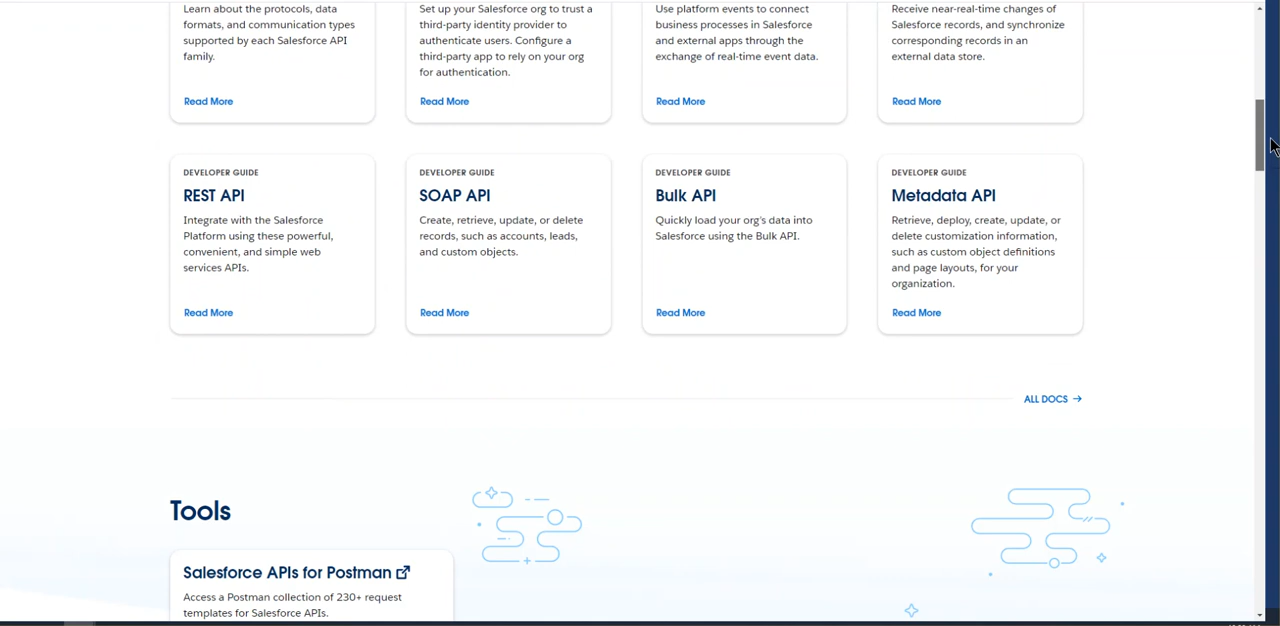 Learn about the protocols, data
formats, and communication types
supported by each Salesforce API
family.
Read More
Set up your Salesforce org to trust a
third-party identity provider to
authenticate users. Configure a
third-party app to rely on your org
for authentication.
Read More
Use platform events to connect
business processes in Salesforce
and external apps through the
exchange of real-time event data.
Read More
Receive near-real-time changes of
Salesforce records, and synchronize
corresponding records in an
external data store.
Read More
DEVELOPER GUIDE
REST API
Integrate with the Salesforce
Platform using these powerful,
convenient, and simple web
services APIs.
Read More
DEVELOPER GUIDE
SOAP API
Create, retrieve, update, or delete
records, such as accounts, leads,
and custom objects.
Read More
DEVELOPER GUIDE
Bulk API
Quickly load your org's data into
Salesforce using the Bulk API.
Read More
DEVELOPER GUIDE
Metadata API
Retrieve, deploy, create, update, or
delete customization information,
such as custom object definitions
and page layouts, for your
organization.
Read More
ALL DOCS →
Tools
Salesforce APIs for Postman
Access a Postman collection of 230+ request
templates for Salesforce APIs.